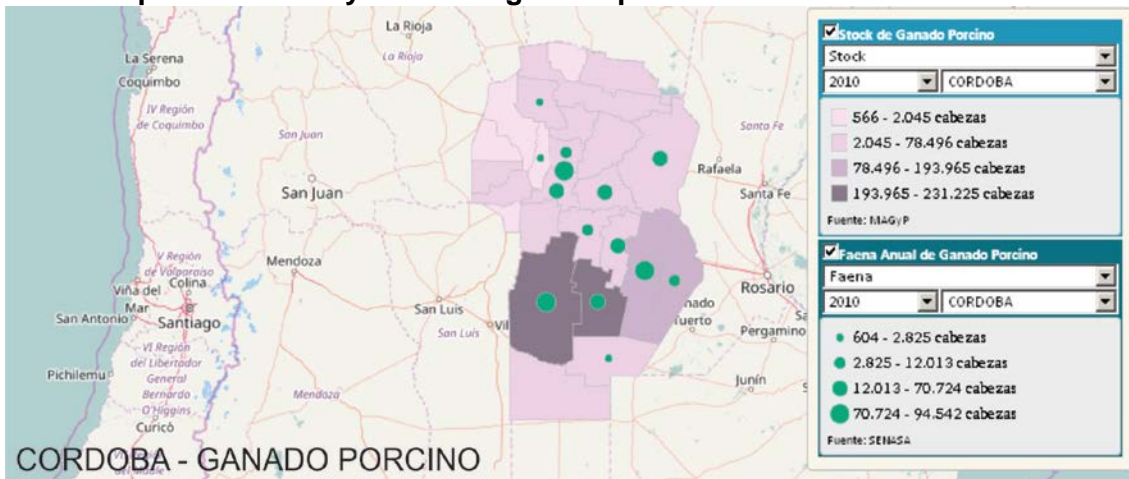 La Rioja
La Rioja
La Serena
Coquimbo
IV Región
de Coquimbo
San Juan
Santa Fe
Rafaela
San Juan
Santa Fe
V Región
de Valparaíso
Mendoza
Viña del
Mar
Colina
Rosario
San Antonio
Santiago
San Luis
San Luis
Vil
nado
uerto
Pergamino
VI Región
del Libertador
General
Bernardo
O'Higgins
Pichilemu
Mendoza
Junín
Curicó
del Maule
CORDOBA - GANADO PORCINO
Stock de Ganado Porcino
Stock
2010 CORDOBA
566 - 2.045 cabezas
2.045 - 78.496 cabezas
78.496 - 193.965 cabezas
193.965 - 231.225 cabezas
Fuente: MAGyP
Faena Anual de Ganado Porcino
Faena
2010 CORDOBA
604 - 2.825 cabezas
2.825 - 12.013 cabezas
12.013 - 70.724 cabezas
70.724 - 94.542 cabezas
Fuente: SENASA